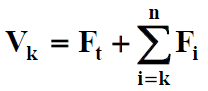 V_k = F_t + \sum_{i=k}^{n} F_i